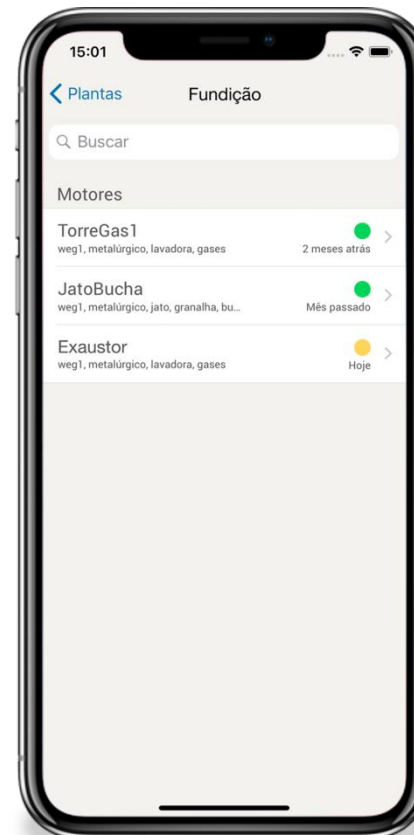 15:01
Plantas
Fundição
Buscar
Motores
TorreGas1
weg1, metalúrgico, lavadora, gases
2 meses atrás
JatoBucha
weg1, metalúrgico, jato, granalha, bu...
Mês passado
Exaustor
weg1, metalúrgico, lavadora, gases
Hoje